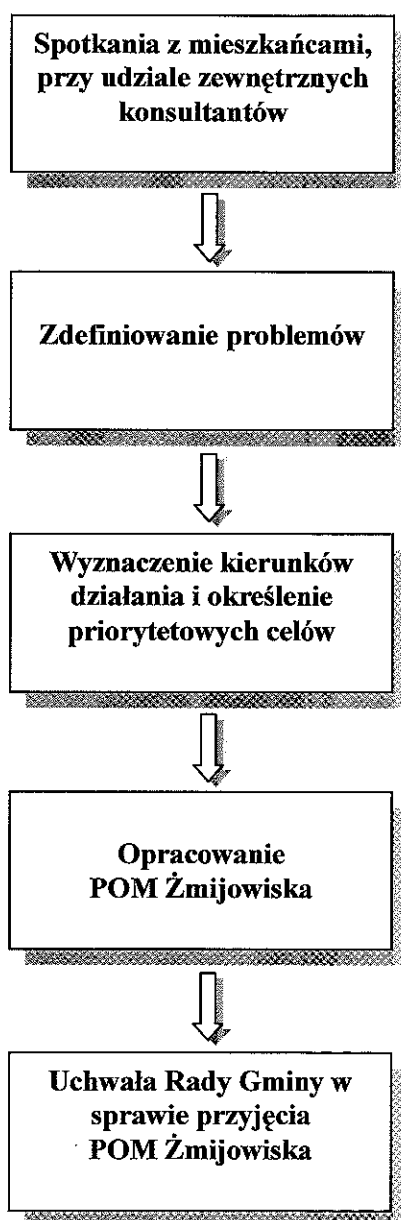 Spotkania z mieszkańcami,
przy udziale zewnętrznych
konsultantów
Zdefiniowanie problemów
Wyznaczenie kierunków
działania i określenie
priorytetowych celów
Opracowanie
POM Żmijowiska
Uchwała Rady Gminy w
sprawie przyjęcia
POM Żmijowiska